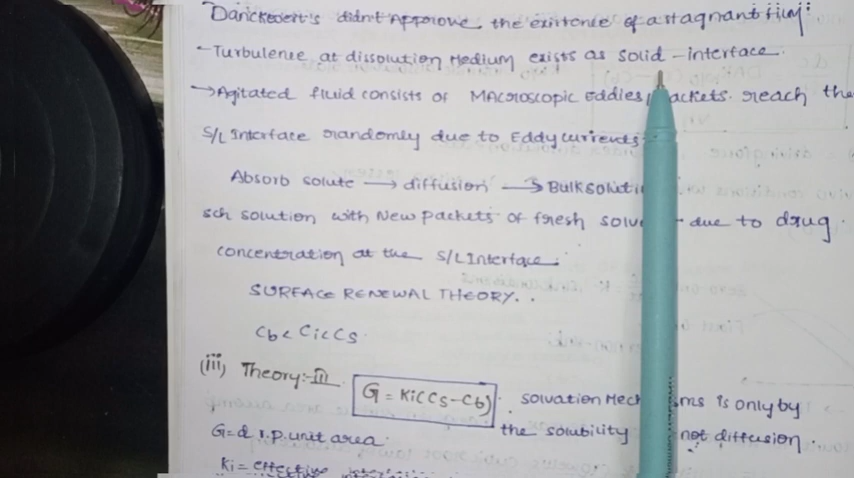 Danckwert's didn't Approve the existence of a stagnant film:
- Turbulence at dissolution Medium exists as solid - interface.
→ Agitated fluid consists of MAcroscopic Eddies, packets reach the
S/L Interface randomly due to Eddy currents
Absorb solute → diffusion → Bulk soluti
sch solution with New packets of fresh solv due to drug
concentration at the S/L Interface.
SURFACE RENEWAL THEORY..
Cb < Ci < Cs
(iii) Theory:-III
G = Ki(Cs-Cb) solvation Mech ms is only by
the solubility not diffusion.
G = d r.p. unit area.
Ki = effective